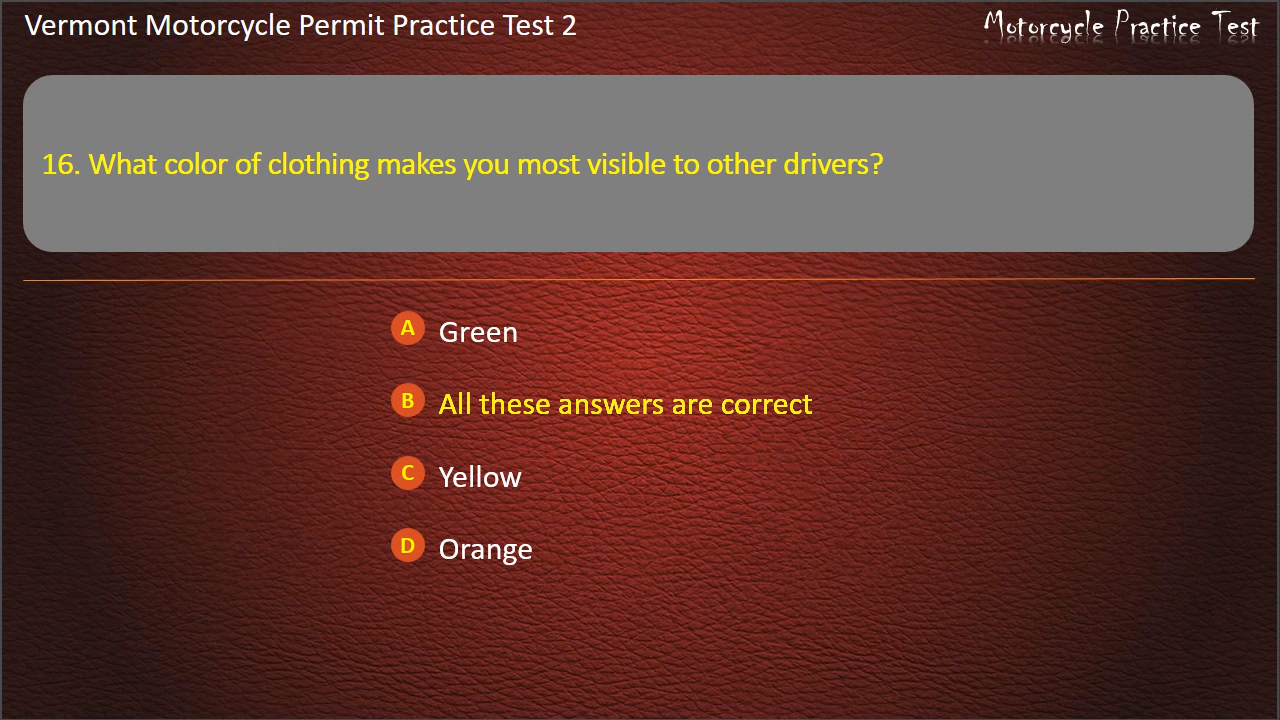 Vermont Motorcycle Permit Practice Test 2
Motorcycle Practice Test
16. What color of clothing makes you most visible to other drivers?
A Green
B All these answers are correct
C Yellow
D Orange